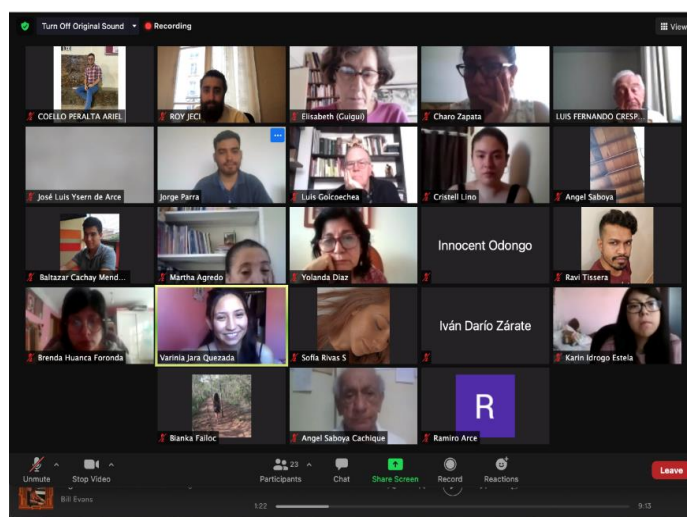 Turn Off Original Sound
Recording
View
COELLO PERALTA ARIEL
ROY JECI
Elisabeth (Guigui)
Charo Zapata
LUIS FERNANDO CRESP...
José Luis Ysern de Arce
Jorge Parra
Luis Goicoechea
Cristell Lino
Angel Saboya
Baltazar Cachay Mend...
Martha Agredo
Yolanda Diaz
Innocent Odongo
Ravi Tissera
Brenda Huanca Foronda
Varinia Jara Quezada
Sofía Rivas S
Iván Darío Zárate
Karin Idrogo Estela
Bianka Failoc
Angel Saboya Cachique
R
Ramiro Arce
Unmute
Stop Video
23
Participants
Chat
Share Screen
Record
Reactions
Leave
Bill Evans
1:22
9:13